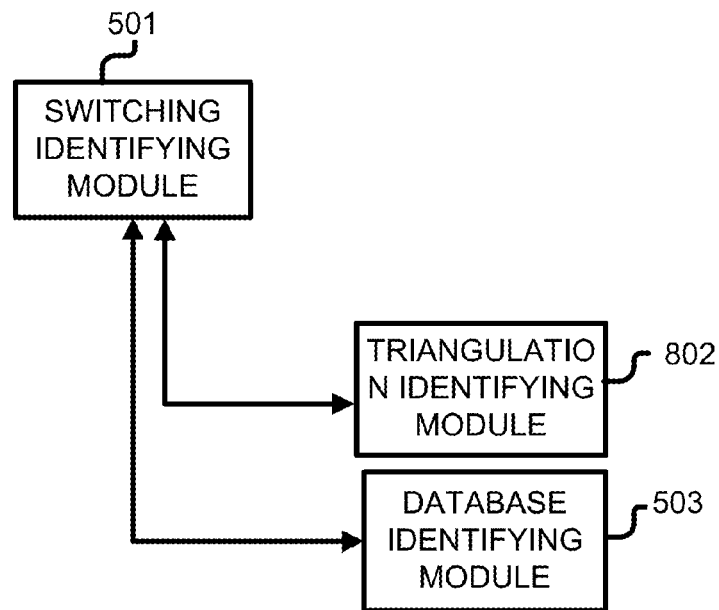 501
SWITCHING
IDENTIFYING
MODULE
TRIANGULATIO
N IDENTIFYING
MODULE
802
DATABASE
IDENTIFYING
MODULE
503